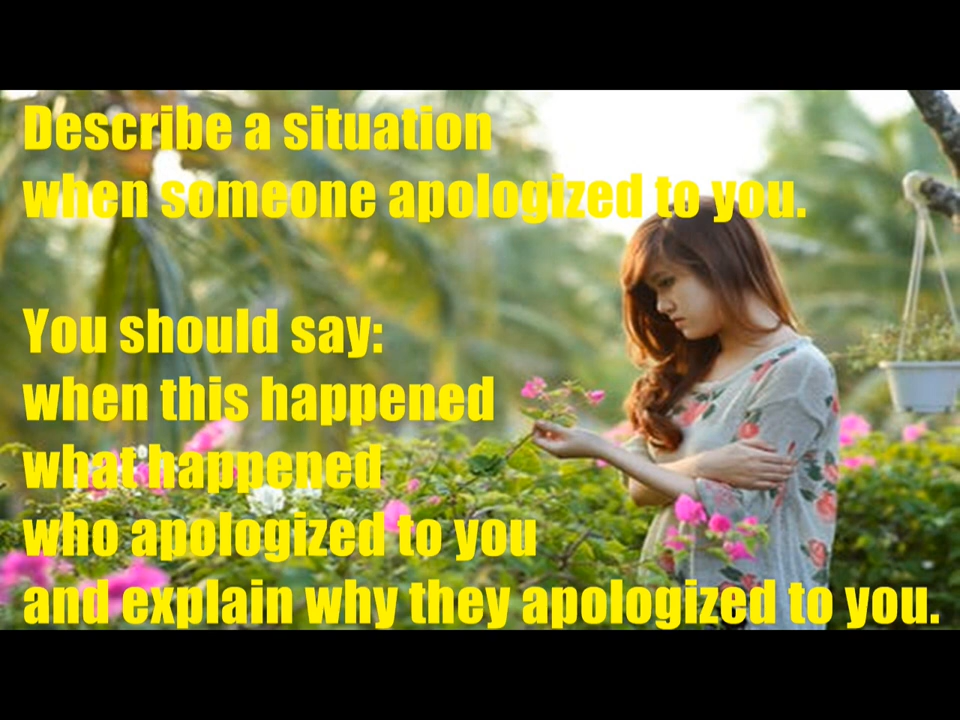 Describe a situation
when someone apologized to you.
You should say:
when this happened
what happened
who apologized to you
and explain why they apologized to you.